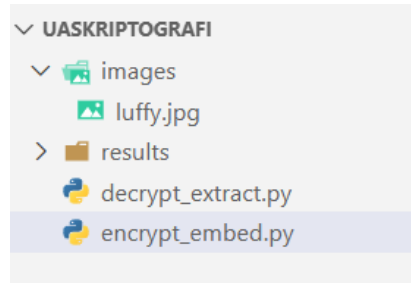 UASKRIPTOGRAFI
images
luffy.jpg
results
decrypt_extract.py
encrypt_embed.py